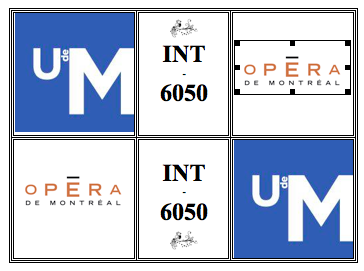 U de M
INT
-
6050
OPĒRA
DE MONTRÉAL
OPĒRA
DE MONTRÉAL
INT
-
6050
U de M